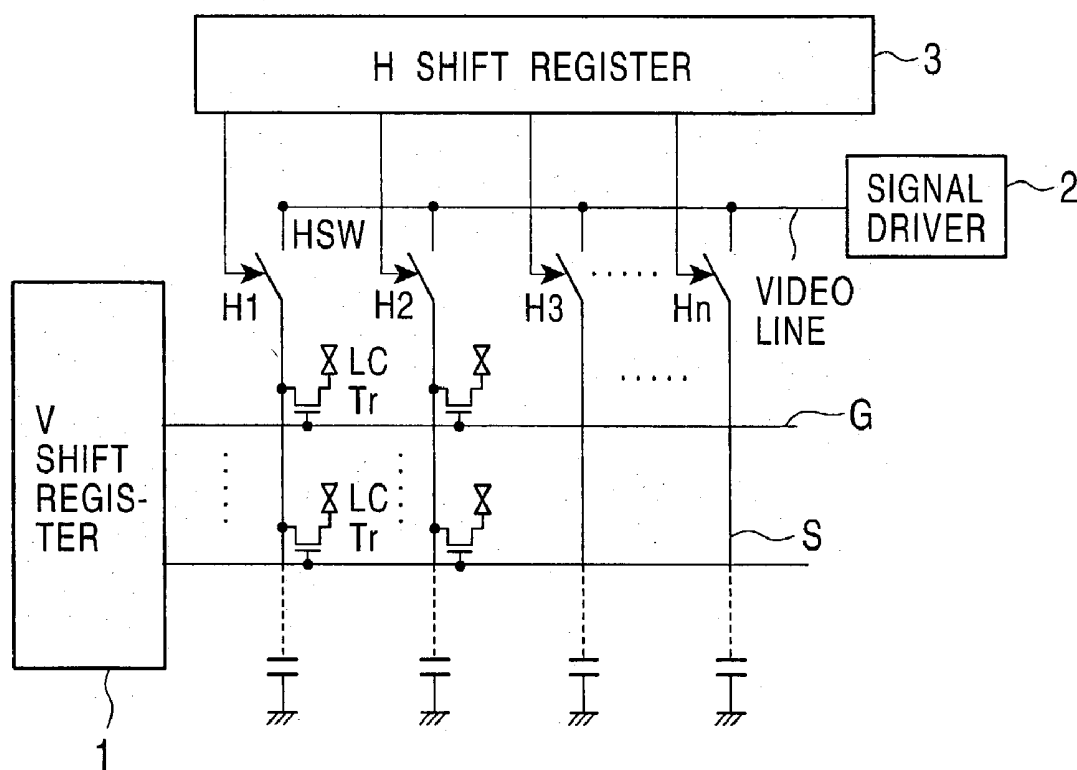 H SHIFT REGISTER
3
SIGNAL
DRIVER
2
HSW
H1
H2
H3
Hn
VIDEO
LINE
LC
Tr
G
V
SHIFT
REGIS-
TER
LC
Tr
S
1